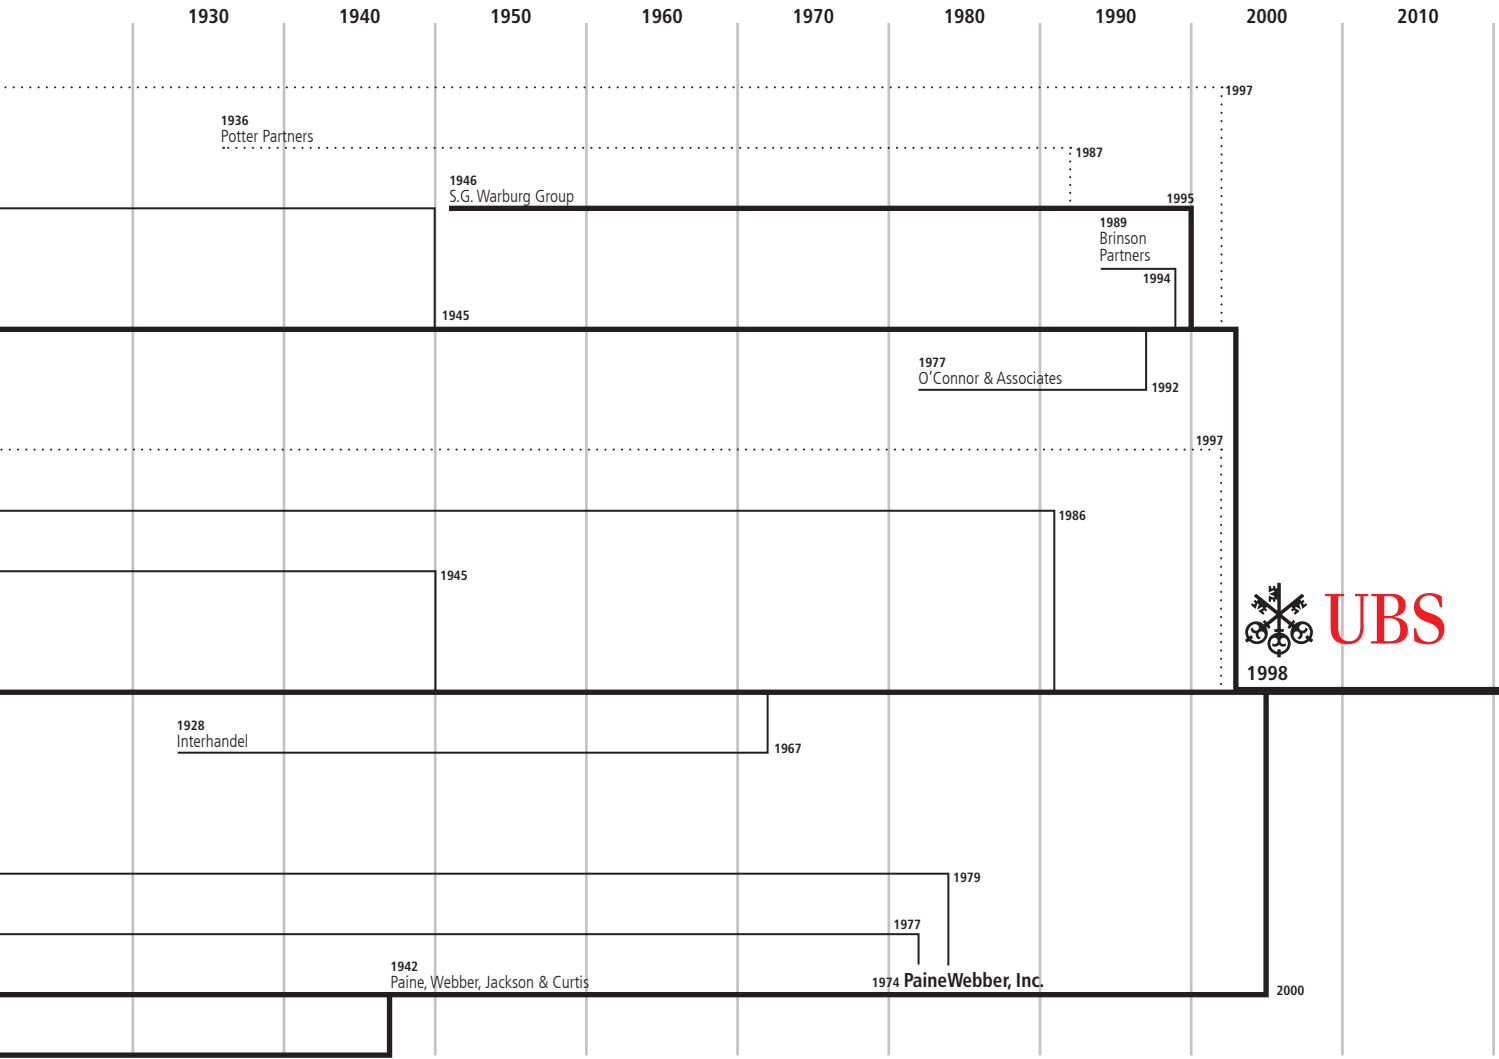 1930 1940 1950 1960 1970 1980 1990 2000 2010
1997
1936
Potter Partners
1987
1946
S.G. Warburg Group
1995
1989
Brinson
Partners
1994
1945
1977
O’Connor & Associates
1992
1997
1986
1945
UBS
1998
1928
Interhandel
1967
1979
1977
1942
Paine, Webber, Jackson & Curtis
1974 PaineWebber, Inc.
2000